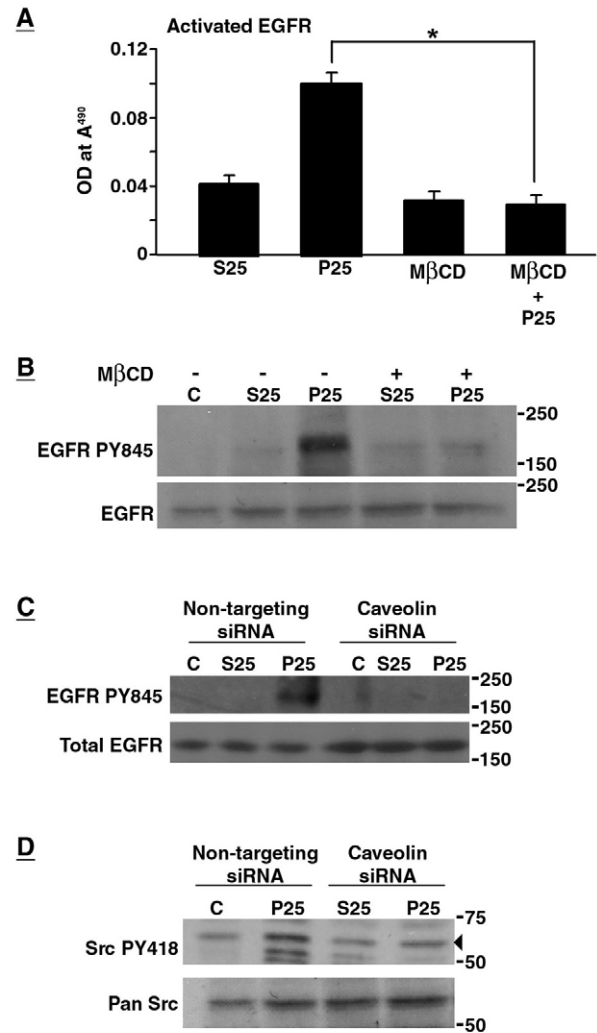 A
Activated EGFR
*
0.12
0.08
0.04
0
OD at A490
S25 P25 MβCD MβCD
+
P25
B
MβCD - - - + +
C S25 P25 S25 P25
-250
EGFR PY845
-150
-250
EGFR
C
Non-targeting Caveolin
siRNA siRNA
C S25 P25 C S25 P25
-250
EGFR PY845
-150
-250
Total EGFR
-150
D
Non-targeting Caveolin
siRNA siRNA
C P25 S25 P25
-75
Src PY418
-50
Pan Src
-50